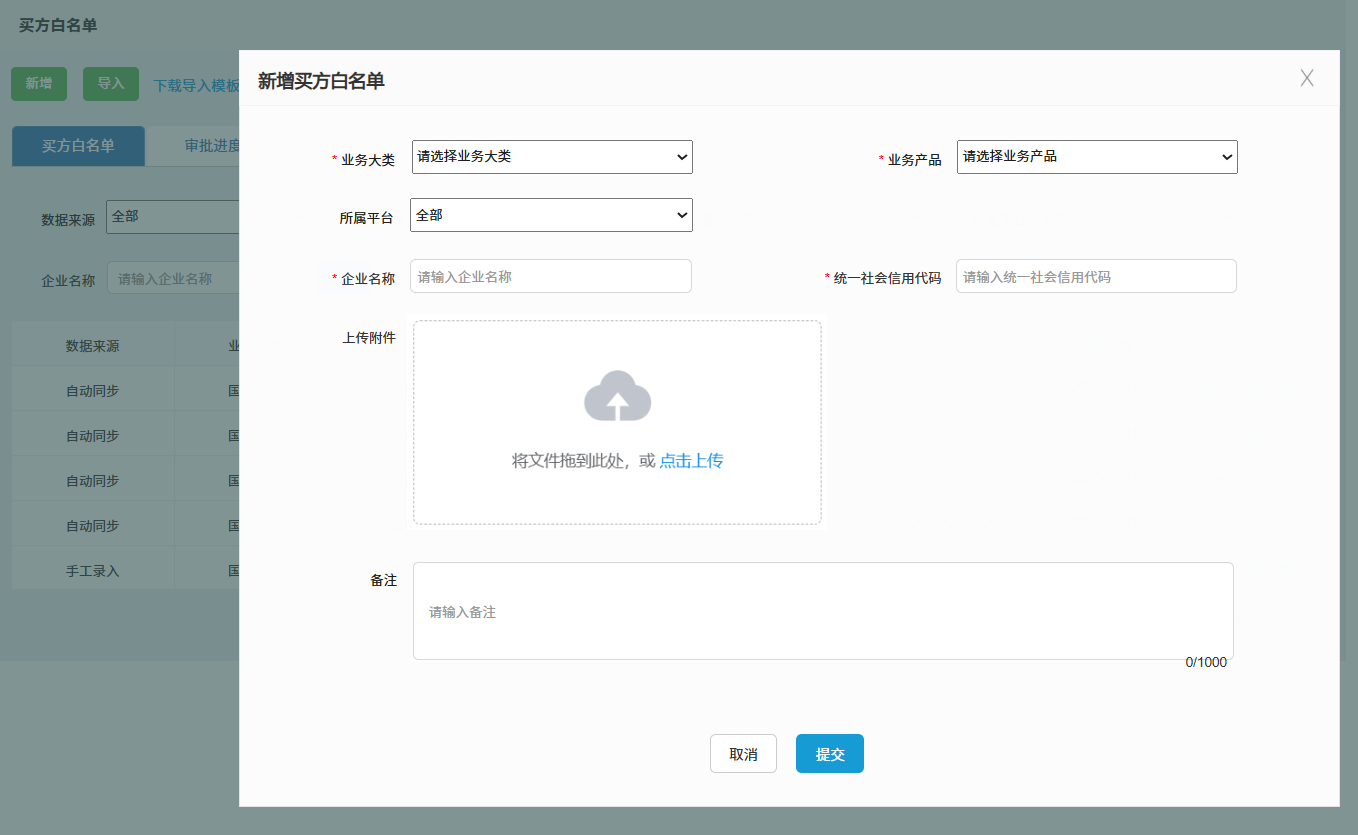 买方白名单
新增 导入 下载导入模板
买方白名单 审批进度
数据来源 全部
企业名称 请输入企业名称
数据来源 业
自动同步 国
自动同步 国
自动同步 国
自动同步 国
手工录入 国
新增买方白名单 X
* 业务大类 请选择业务大类 * 业务产品 请选择业务产品
所属平台 全部
* 企业名称 请输入企业名称 * 统一社会信用代码 请输入统一社会信用代码
上传附件
将文件拖到此处，或 点击上传
备注
请输入备注
0/1000
取消 提交